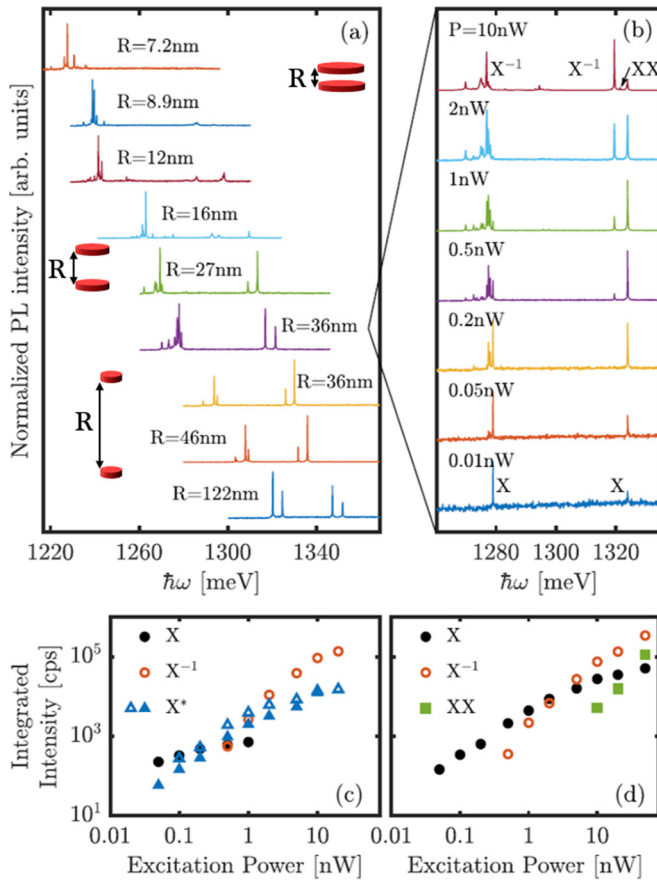 Normalized PL intensity [arb. units]
(a)
R=7.2nm
R
R=8.9nm
R=12nm
R=16nm
R
R=27nm
R=36nm
R
R=36nm
R=46nm
R=122nm
1220 1260 1300 1340
ħω [meV]
(b)
P=10nW
X⁻¹ X⁻¹ XX
2nW
1nW
0.5nW
0.2nW
0.05nW
0.01nW
X X
1280 1300 1320
ħω [meV]
Integrated
Intensity [cps]
10⁵
10³
10¹
X
X⁻¹
X*
(c)
0.01 0.1 1 10
Excitation Power [nW]
X
X⁻¹
XX
(d)
0.01 0.1 1 10
Excitation Power [nW]